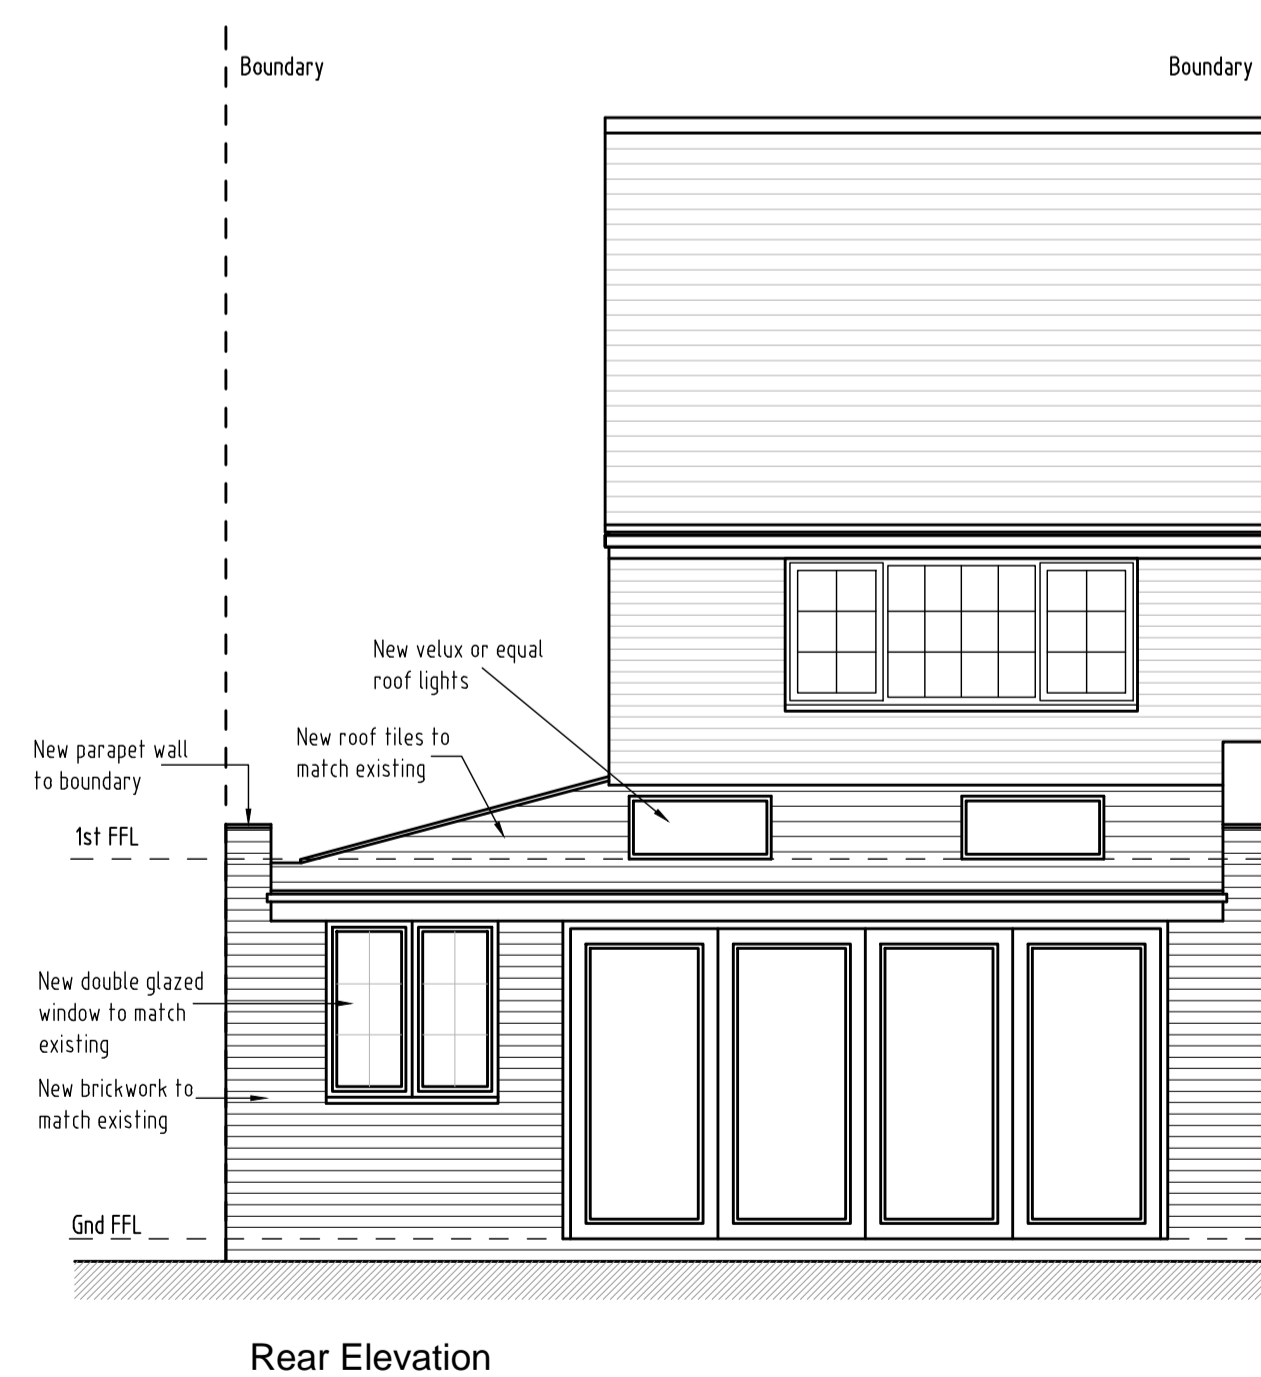 Boundary
Boundary
New velux or equal
roof lights
New roof tiles to
match existing
New parapet wall
to boundary
1st FFL
New double glazed
window to match
existing
New brickwork to
match existing
Gnd FFL
Rear Elevation